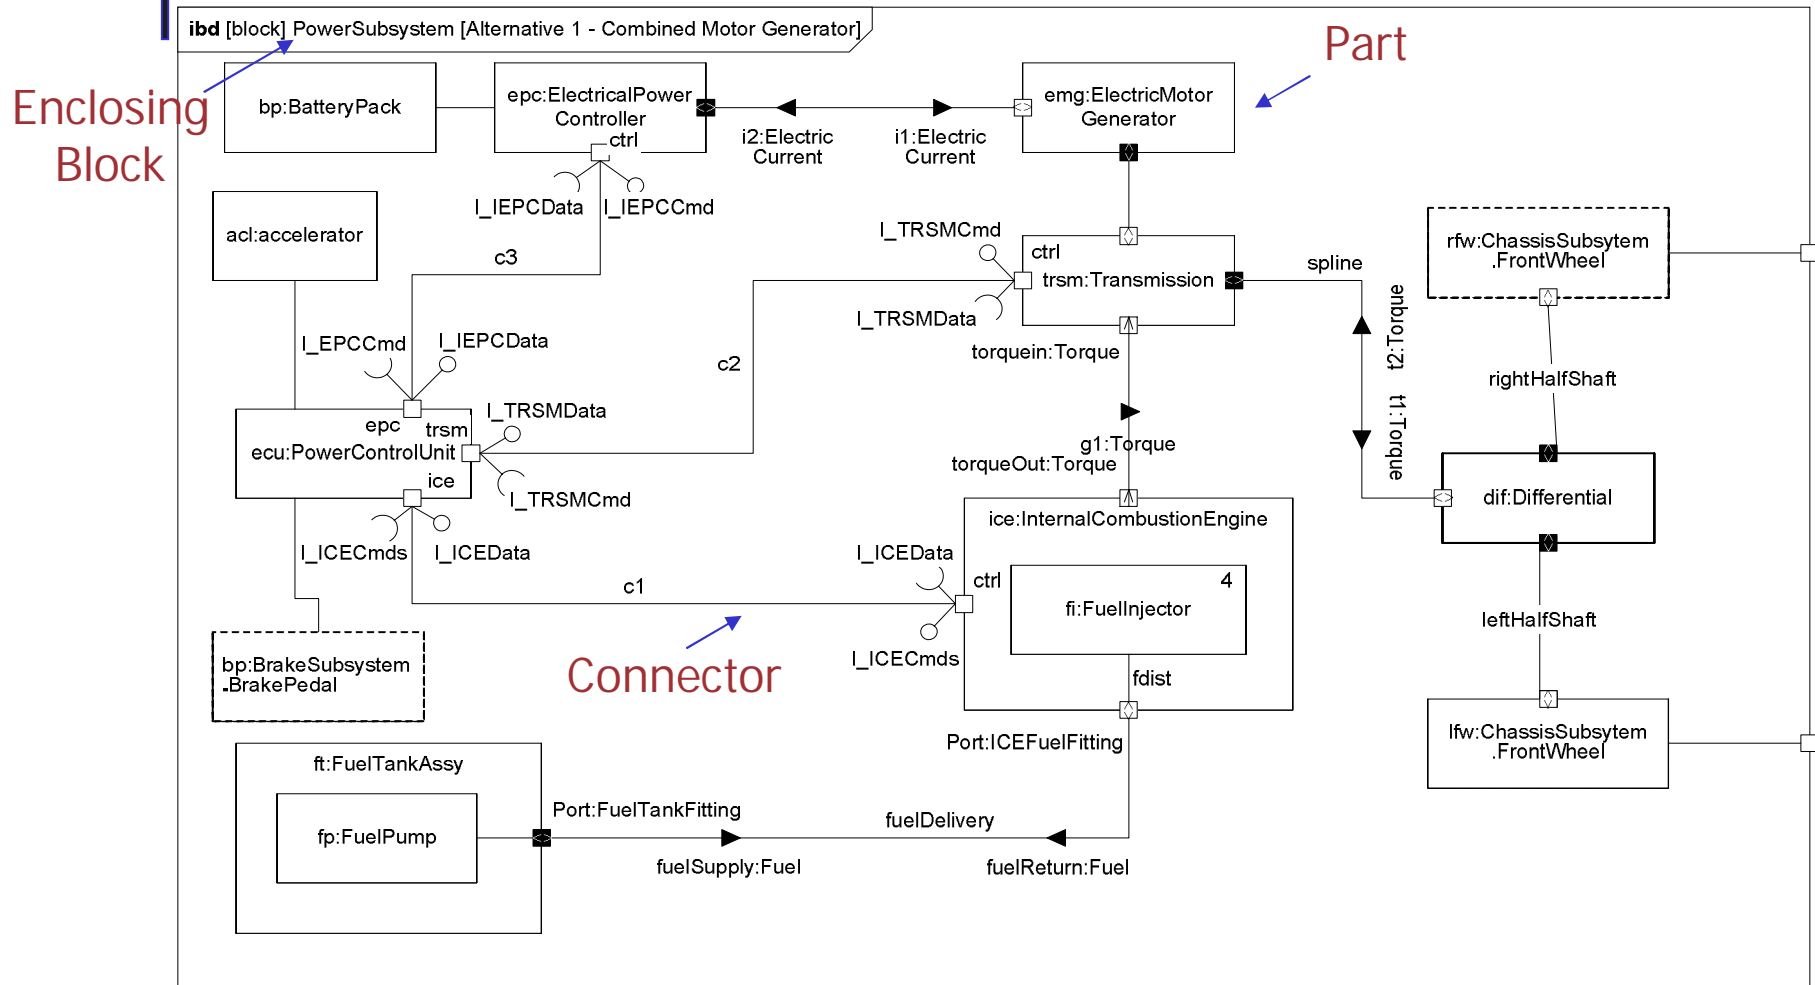 ibd [block] PowerSubsystem [Alternative 1 - Combined Motor Generator]
Enclosing
Block
Part
bp:BatteryPack
epc:ElectricalPower
Controller
ctrl
i2:Electric
Current
i1:Electric
Current
emg:ElectricMotor
Generator
I_IEPCData
I_IEPCCmd
acl:accelerator
c3
I_TRSMCmd
ctrl
trsm:Transmission
I_TRSMData
spline
rfw:ChassisSubsytem
.FrontWheel
t2:Torque
t1:Torque
I_EPCCmd
I_IEPCData
c2
torquein:Torque
rightHalfShaft
epc
trsm
I_TRSMData
ecu:PowerControlUnit
ice
I_TRSMCmd
g1:Torque
torqueOut:Torque
dif:Differential
ice:InternalCombustionEngine
I_ICECmds
I_ICEData
I_ICEData
ctrl
4
c1
fi:FuelInjector
leftHalfShaft
I_ICECmds
Connector
fdist
bp:BrakeSubsystem
.BrakePedal
Port:ICEFuelFitting
lfw:ChassisSubsytem
.FrontWheel
ft:FuelTankAssy
Port:FuelTankFitting
fp:FuelPump
fuelDelivery
fuelSupply:Fuel
fuelReturn:Fuel